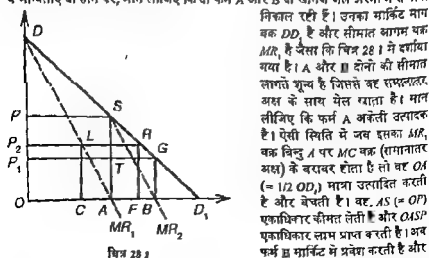 निकाल रही हैं। उनका मार्किट मांग
वक्र DD₁ है और सीमांत आगम वक्र
MR₁ है जैसा कि चित्र 28.1 में दर्शाया
गया है। A और B दोनों की सीमांत
लागतें शून्य है जिससे वह समानान्तर
अक्ष के साथ मेल खाता है। मान
लीजिए कि फर्म A अकेली उत्पादक
है। ऐसी स्थिति में जब इसका MR₁
वक्र बिन्दु A पर MC वक्र (समानान्तर
अक्ष) के बराबर होता है तो वह OA
(= 1/2 OD₁) मात्रा उत्पादित करती
है और बेचती है। वह AS (= OP)
एकाधिकार कीमत लेती है और OASP
एकाधिकार लाभ प्राप्त करती है। अब
फर्म B मार्किट में प्रवेश करती है और
D
P
S
P₂
L
R
P₁
T
G
O
C
A
F
B
D₁
MR₁
MR₂